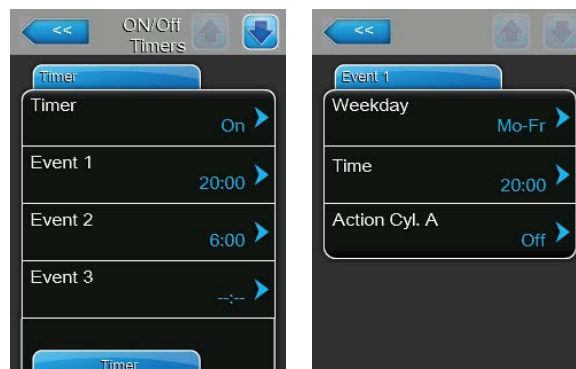 <<
ON/Off
Timers
Timer
Timer
On
Event 1
20:00
Event 2
6:00
Event 3
--:--
Timer
<<
Event 1
Weekday
Mo-Fr
Time
20:00
Action Cyl. A
Off